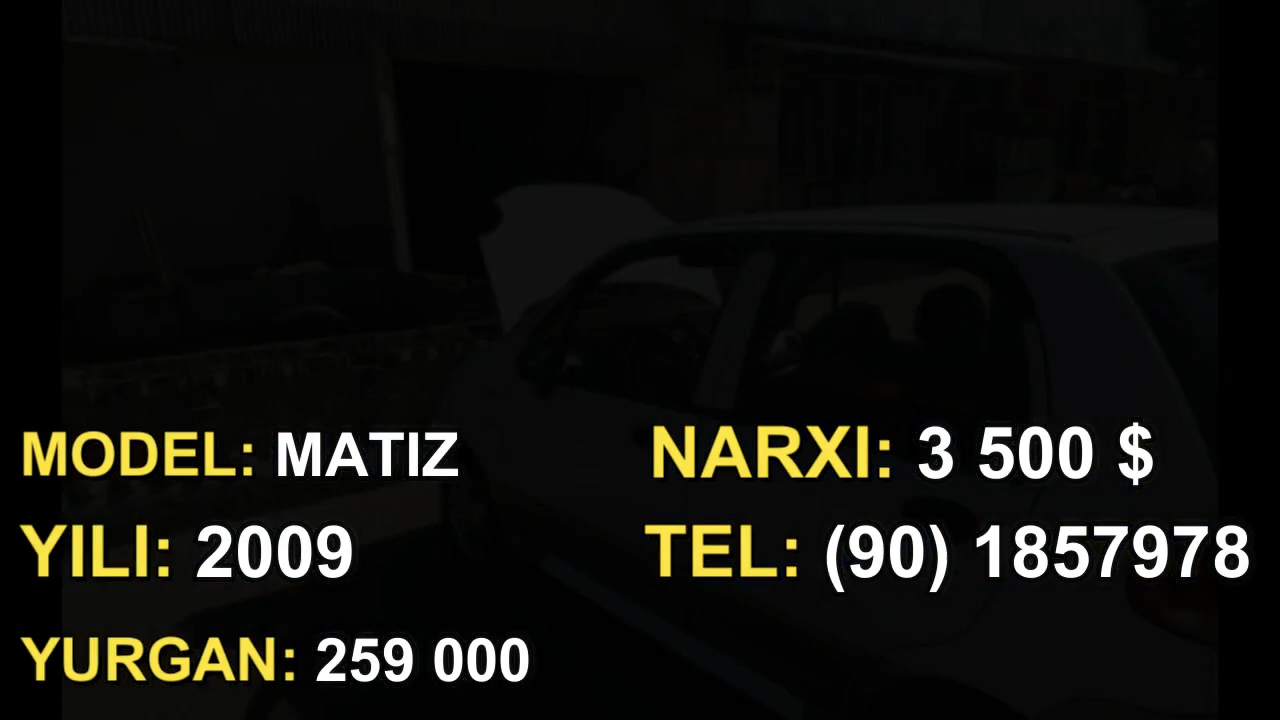 MODEL: MATIZ
YILI: 2009
YURGAN: 259 000
NARXI: 3 500 $
TEL: (90) 1857978